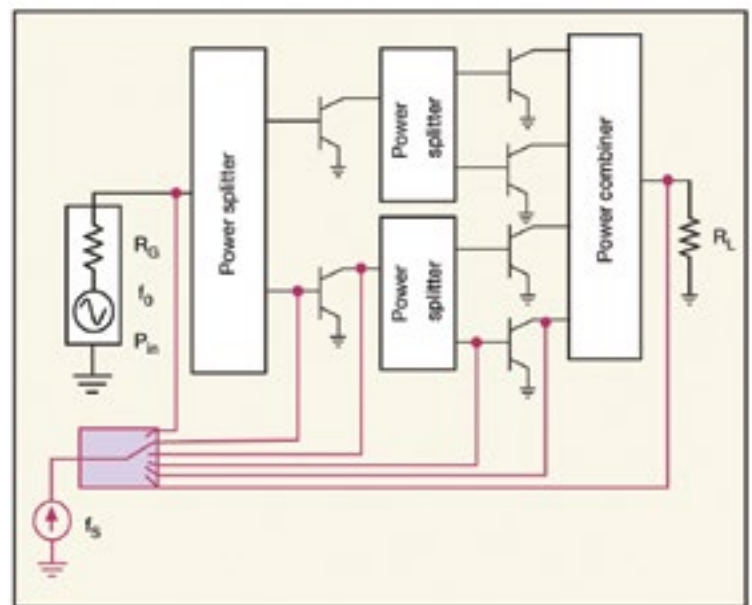 Power splitter
Power
splitter
Power
splitter
Power combiner
R_G
f_0
P_in
R_L
f_S